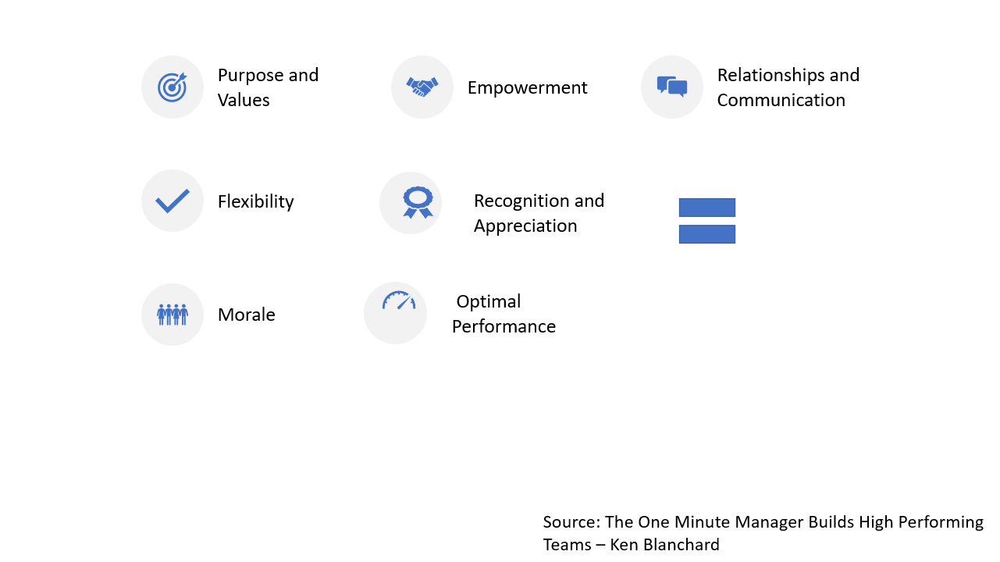 Purpose and
Values
Empowerment
Relationships and
Communication
Flexibility
Recognition and
Appreciation
Morale
Optimal
Performance
Source: The One Minute Manager Builds High Performing
Teams – Ken Blanchard